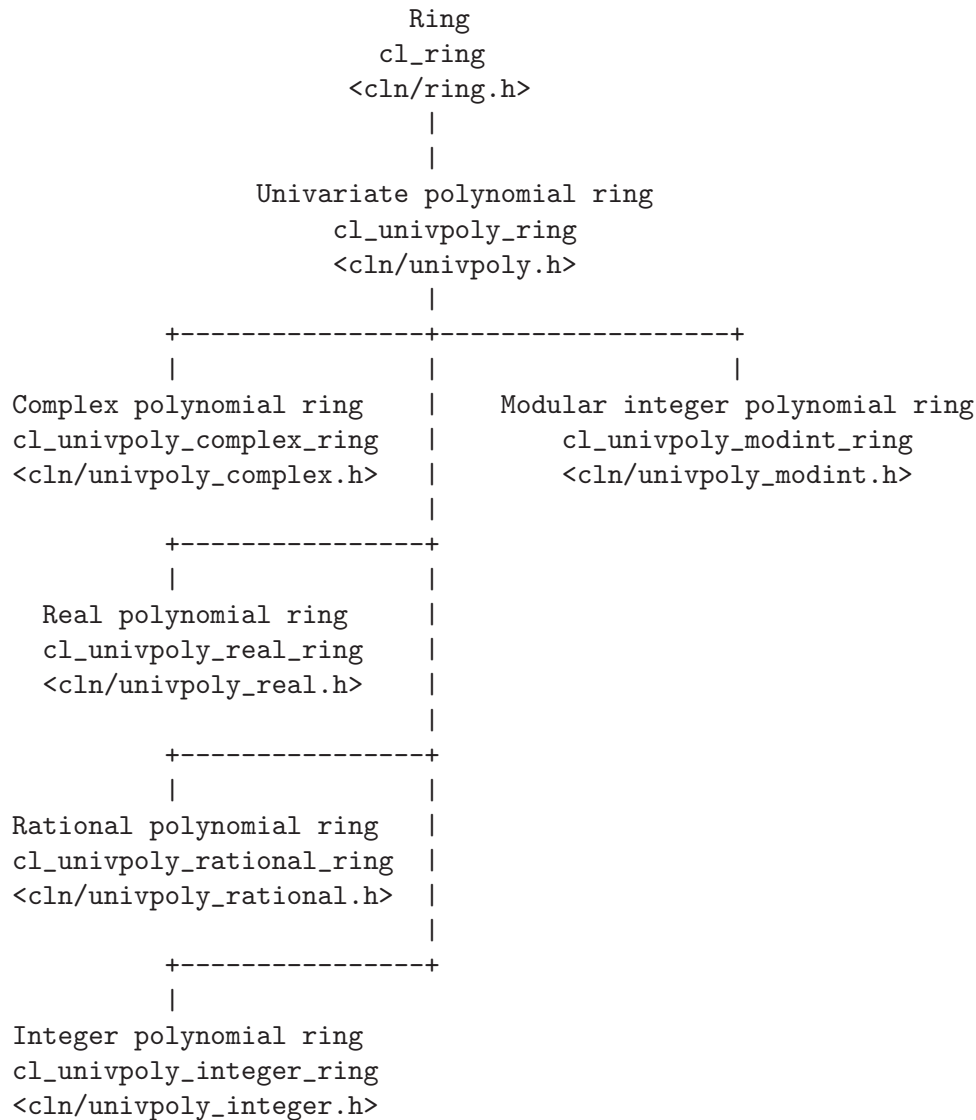 Ring
cl_ring
<cln/ring.h>
|
|
Univariate polynomial ring
cl_univpoly_ring
<cln/univpoly.h>
|
+----------------+-------------------+
| | |
Complex polynomial ring | Modular integer polynomial ring
cl_univpoly_complex_ring | cl_univpoly_modint_ring
<cln/univpoly_complex.h> | <cln/univpoly_modint.h>
|
+----------------+
| |
Real polynomial ring |
cl_univpoly_real_ring |
<cln/univpoly_real.h> |
|
+----------------+
| |
Rational polynomial ring |
cl_univpoly_rational_ring |
<cln/univpoly_rational.h> |
|
+----------------+
|
Integer polynomial ring
cl_univpoly_integer_ring
<cln/univpoly_integer.h>